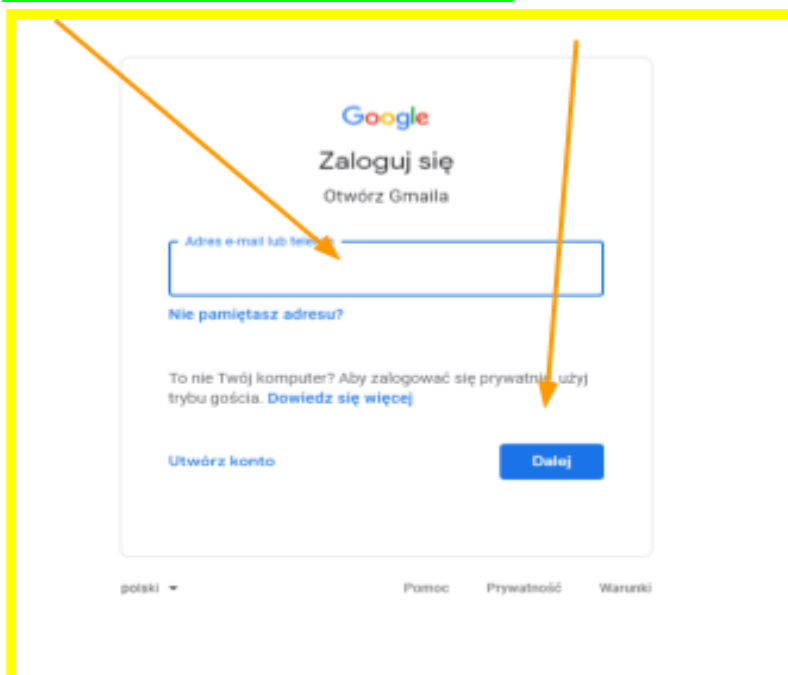 Google
Zaloguj się
Otwórz Gmaila
Adres e-mail lub telefon
Nie pamiętasz adresu?
To nie Twój komputer? Aby zalogować się prywatnie, użyj
trybu gościa. Dowiedz się więcej
Utwórz konto
Dalej
polski
Pomoc
Prywatność
Warunki